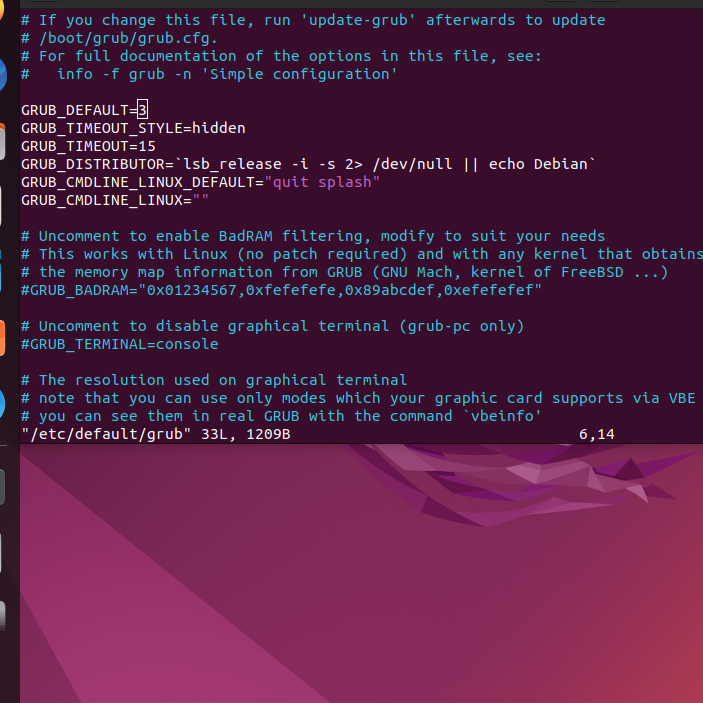 # If you change this file, run 'update-grub' afterwards to update
# /boot/grub/grub.cfg.
# For full documentation of the options in this file, see:
#   info -f grub -n 'Simple configuration'
GRUB_DEFAULT=3
GRUB_TIMEOUT_STYLE=hidden
GRUB_TIMEOUT=15
GRUB_DISTRIBUTOR=`lsb_release -i -s 2> /dev/null || echo Debian`
GRUB_CMDLINE_LINUX_DEFAULT="quit splash"
GRUB_CMDLINE_LINUX=""
# Uncomment to enable BadRAM filtering, modify to suit your needs
# This works with Linux (no patch required) and with any kernel that obtains
# the memory map information from GRUB (GNU Mach, kernel of FreeBSD ...)
#GRUB_BADRAM="0x01234567,0xfefefefe,0x89abcdef,0xefefefef"
# Uncomment to disable graphical terminal (grub-pc only)
#GRUB_TERMINAL=console
# The resolution used on graphical terminal
# note that you can use only modes which your graphic card supports via VBE
# you can see them in real GRUB with the command `vbeinfo'
"/etc/default/grub" 33L, 1209B 6,14